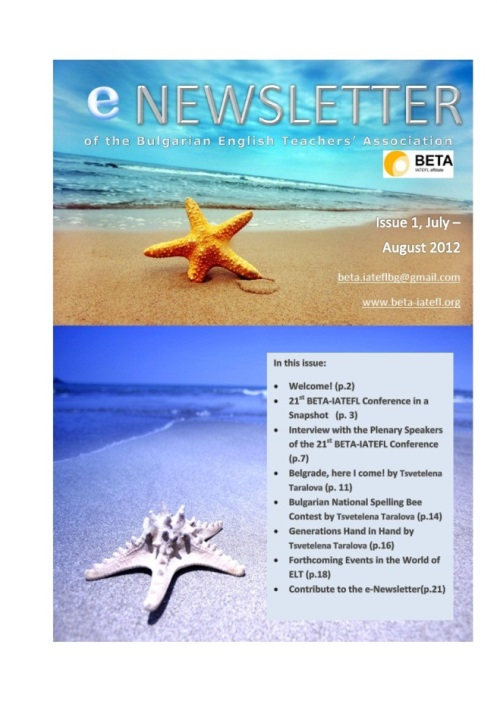 e NEWSLETTER
of the Bulgarian English Teachers' Association
BETA
IATEFL affiliate
Issue 1, July –
August 2012
beta.iateflbg@gmail.com
www.beta-iatefl.org
In this issue:
• Welcome! (p.2)
• 21st BETA-IATEFL Conference in a
Snapshot (p. 3)
• Interview with the Plenary Speakers
of the 21st BETA-IATEFL Conference
(p.7)
• Belgrade, here I come! by Tsvetelena
Taralova (p. 11)
• Bulgarian National Spelling Bee
Contest by Tsvetelena Taralova (p.14)
• Generations Hand in Hand by
Tsvetelena Taralova (p.16)
• Forthcoming Events in the World of
ELT (p.18)
• Contribute to the e-Newsletter(p.21)